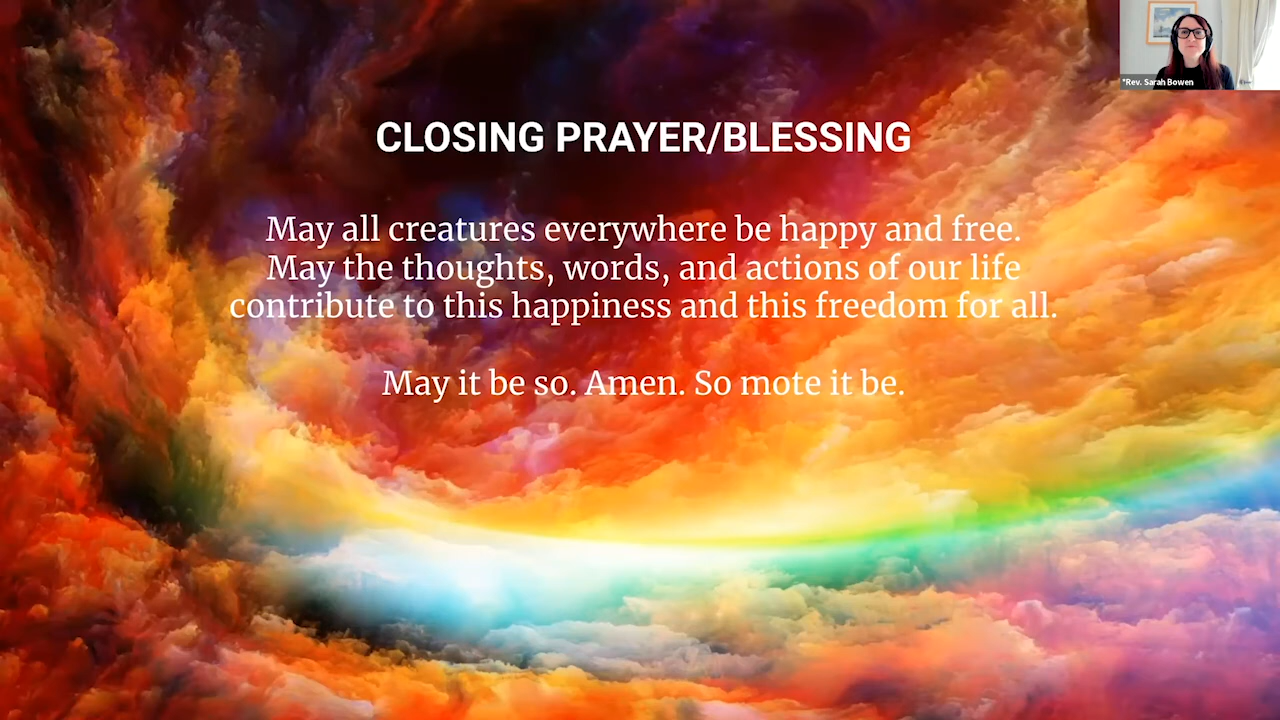 *Rev. Sarah Bowen
CLOSING PRAYER/BLESSING
May all creatures everywhere be happy and free.
May the thoughts, words, and actions of our life
contribute to this happiness and this freedom for all.
May it be so. Amen. So mote it be.